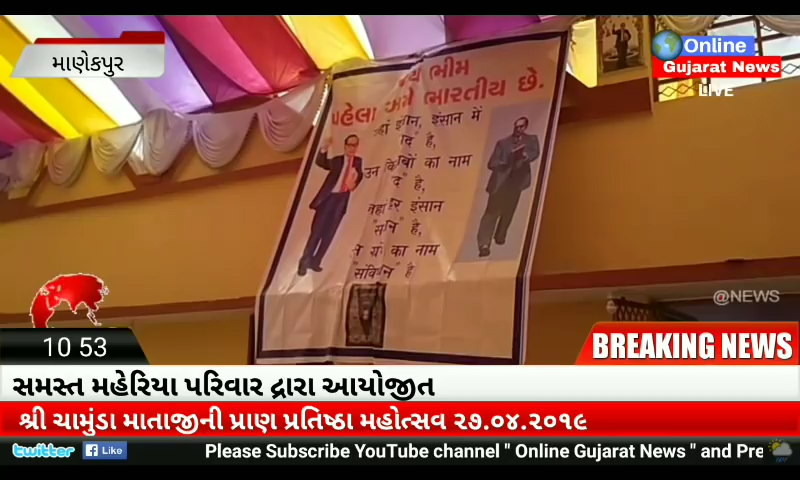 માણેકપુર
Online
Gujarat News
LIVE
જય ભીમ
પહેલા અમે ભારતીય છે.
इंसान में
है,
का नाम
है,
इंसान
है,
का नाम
है
@NEWS
10 53
BREAKING NEWS
સમસ્ત મહેરિયા પરિવાર દ્વારા આયોજીત
શ્રી ચામુંડા માતાજીની પ્રાણ પ્રતિષ્ઠા મહોત્સવ ૨૭.૦૪.૨૦૧૯
twitter f Like Please Subscribe YouTube channel " Online Gujarat News " and Pre